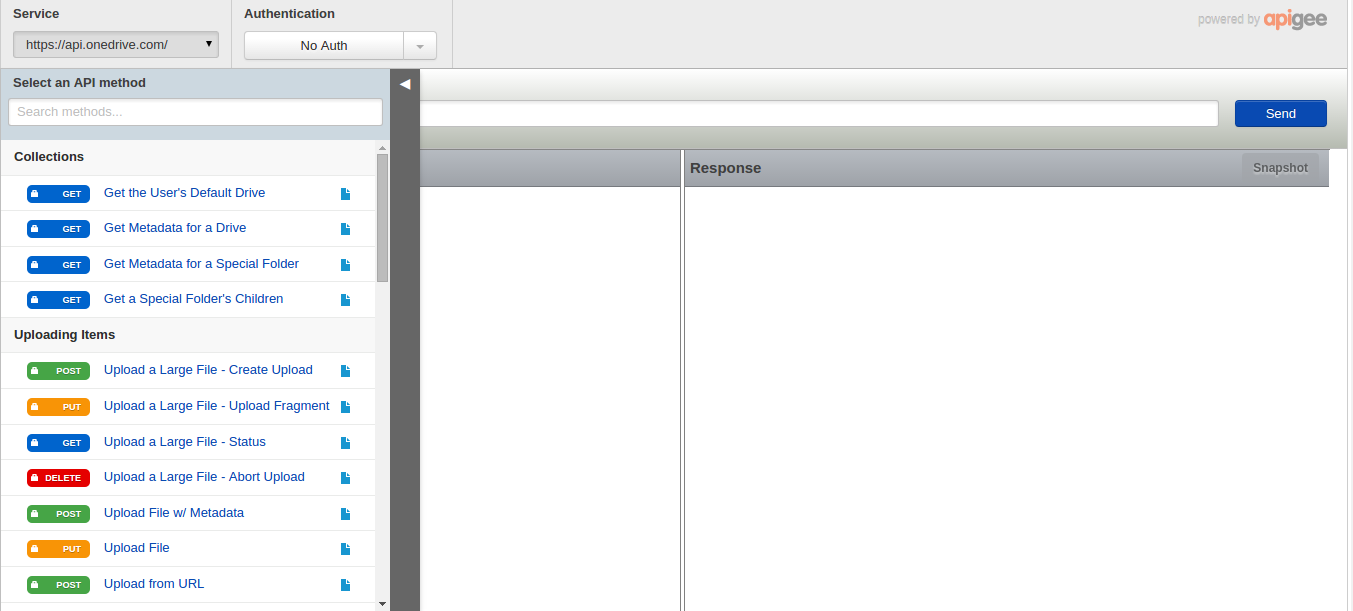 Service
Authentication
powered by apigee
https://api.onedrive.com/
No Auth
Select an API method
Search methods...
Send
Collections
Response
Snapshot
GET Get the User's Default Drive
GET Get Metadata for a Drive
GET Get Metadata for a Special Folder
GET Get a Special Folder's Children
Uploading Items
POST Upload a Large File - Create Upload
PUT Upload a Large File - Upload Fragment
GET Upload a Large File - Status
DELETE Upload a Large File - Abort Upload
POST Upload File w/ Metadata
PUT Upload File
POST Upload from URL